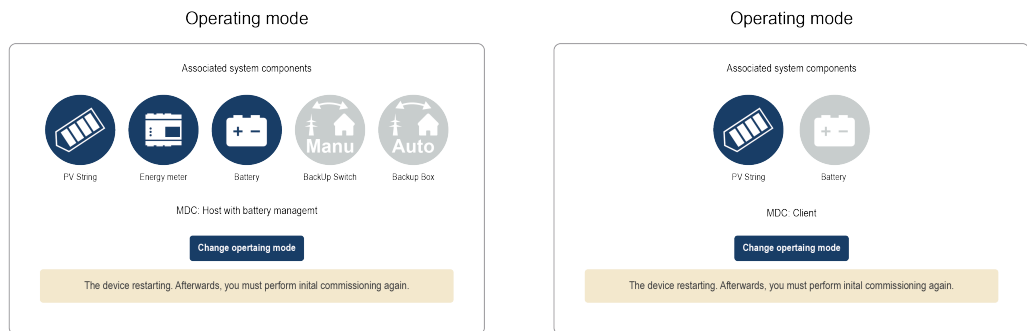 Operating mode
Associated system components
Manu
Auto
PV String
Energy meter
Battery
BackUp Switch
Backup Box
MDC: Host with battery managemt
Change opertaing mode
The device restarting. Afterwards, you must perform inital commissioning again.
Operating mode
Associated system components
PV String
Battery
MDC: Client
Change opertaing mode
The device restarting. Afterwards, you must perform inital commissioning again.